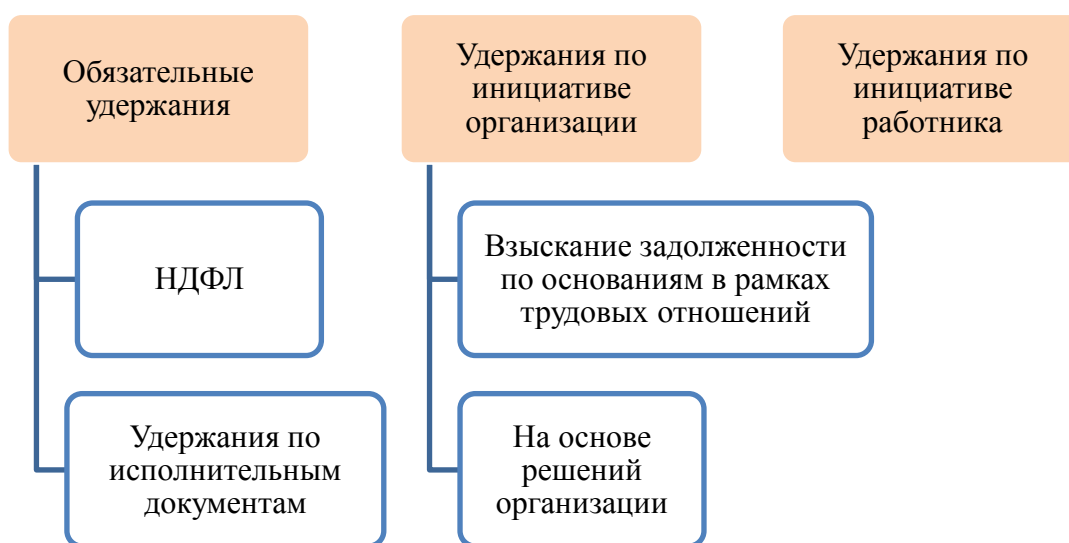 Обязательные
удержания
Удержания по
инициативе
организации
Удержания по
инициативе
работника
НДФЛ
Взыскание задолженности
по основаниям в рамках
трудовых отношений
Удержания по
исполнительным
документам
На основе
решений
организации